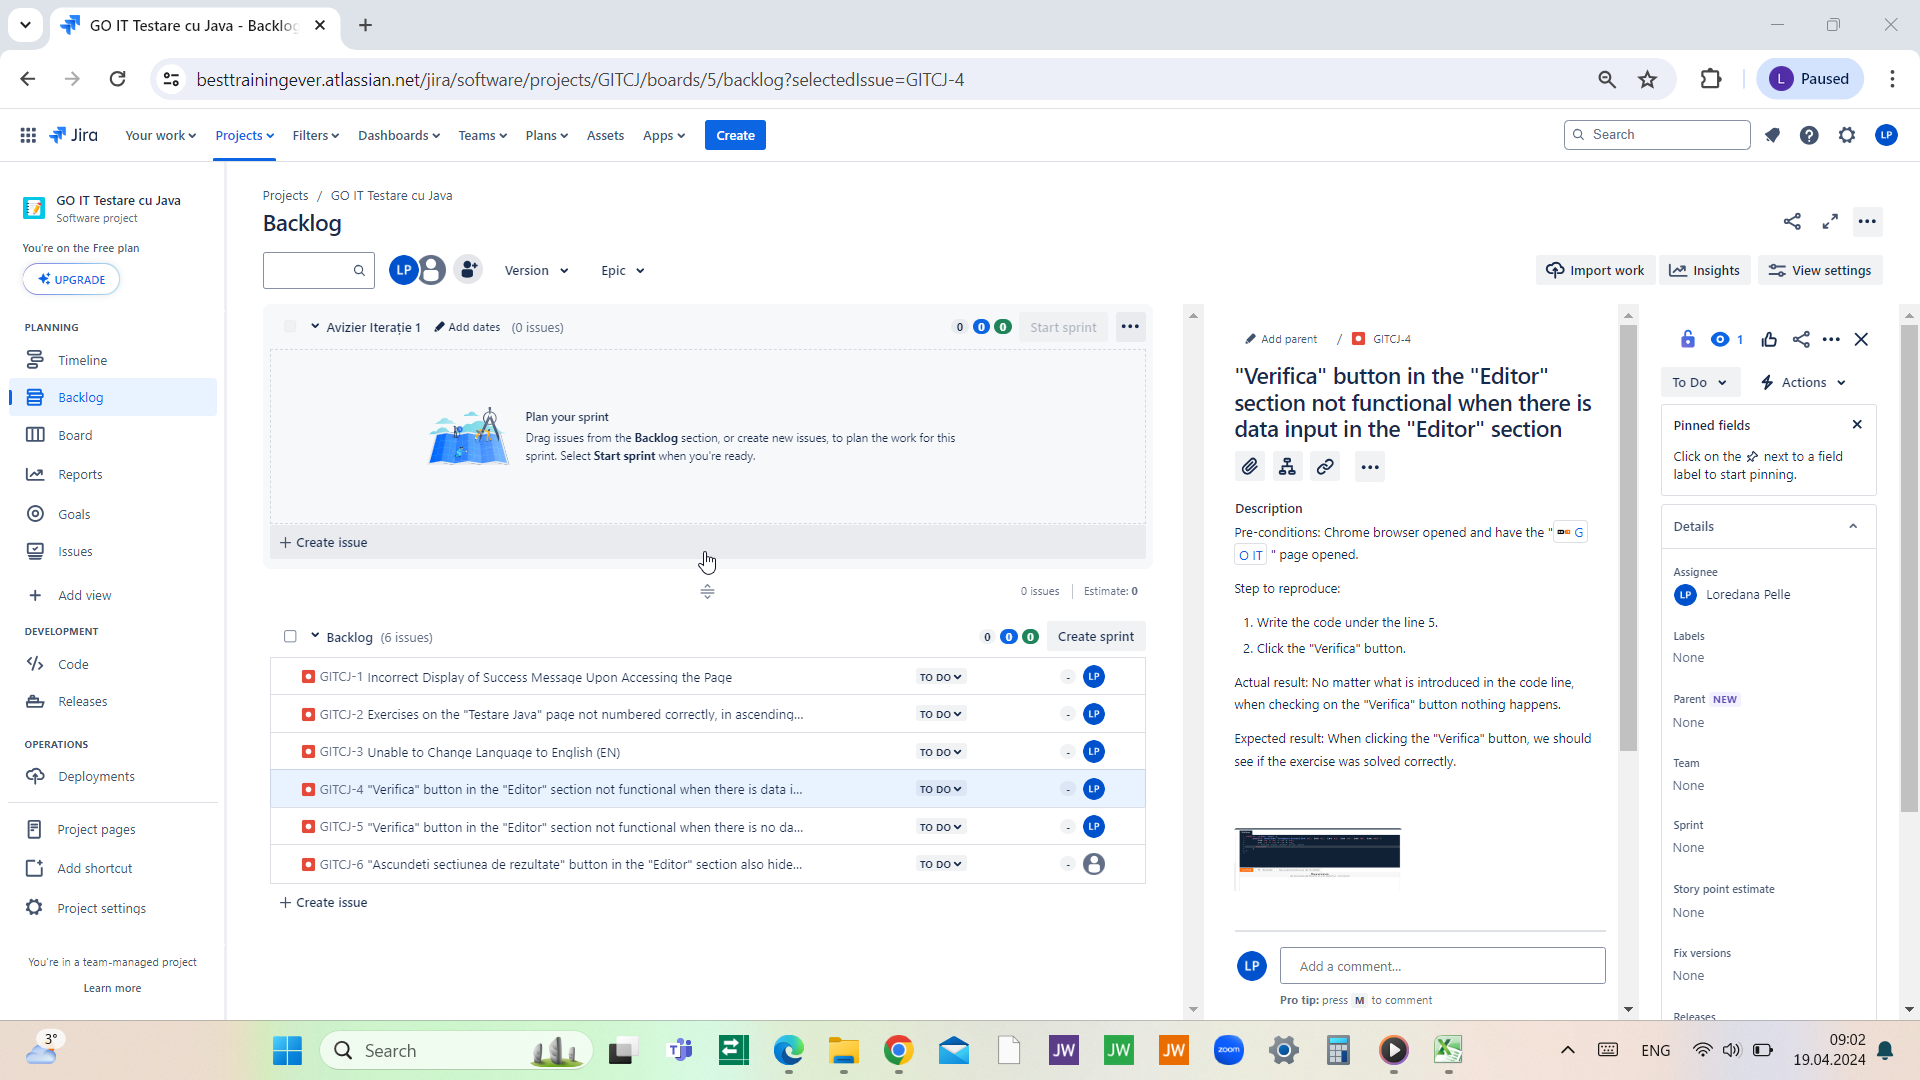 GO IT Testare cu Java - Backlog
besttrainingever.atlassian.net/jira/software/projects/GITCJ/boards/5/backlog?selectedIssue=GITCJ-4
L Paused
Jira
Your work
Projects
Filters
Dashboards
Teams
Plans
Assets
Apps
Create
Search
LP
GO IT Testare cu Java
Software project
You're on the Free plan
UPGRADE
PLANNING
Timeline
Backlog
Board
Reports
Goals
Issues
Add view
DEVELOPMENT
Code
Releases
OPERATIONS
Deployments
Project pages
Add shortcut
Project settings
You're in a team-managed project
Learn more
Projects / GO IT Testare cu Java
Backlog
LP
Version
Epic
Import work
Insights
View settings
Avizier Iterație 1 Add dates (0 issues)
0 0 0 Start sprint
Plan your sprint
Drag issues from the Backlog section, or create new issues, to plan the work for this
sprint. Select Start sprint when you're ready.
+ Create issue
0 issues Estimate: 0
Backlog (6 issues)
0 0 0 Create sprint
GITCJ-1 Incorrect Display of Success Message Upon Accessing the Page TO DO - LP
GITCJ-2 Exercises on the "Testare Java" page not numbered correctly, in ascending... TO DO - LP
GITCJ-3 Unable to Change Language to English (EN) TO DO - LP
GITCJ-4 "Verifica" button in the "Editor" section not functional when there is data i... TO DO - LP
GITCJ-5 "Verifica" button in the "Editor" section not functional when there is no da... TO DO - LP
GITCJ-6 "Ascundeti sectiunea de rezultate" button in the "Editor" section also hide... TO DO -
+ Create issue
Add parent / GITCJ-4
"Verifica" button in the "Editor"
section not functional when there is
data input in the "Editor" section
Description
Pre-conditions: Chrome browser opened and have the " G
O IT " page opened.
Step to reproduce:
1. Write the code under the line 5.
2. Click the "Verifica" button.
Actual result: No matter what is introduced in the code line,
when checking on the "Verifica" button nothing happens.
Expected result: When clicking the "Verifica" button, we should
see if the exercise was solved correctly.
LP
Add a comment...
Pro tip: press M to comment
1
To Do
Actions
Pinned fields
Click on the next to a field
label to start pinning.
Details
Assignee
LP Loredana Pelle
Labels
None
Parent NEW
None
Team
None
Sprint
None
Story point estimate
None
Fix versions
None
Releases
3°
Search
JW
JW
JW
zoom
ENG
09:02
19.04.2024